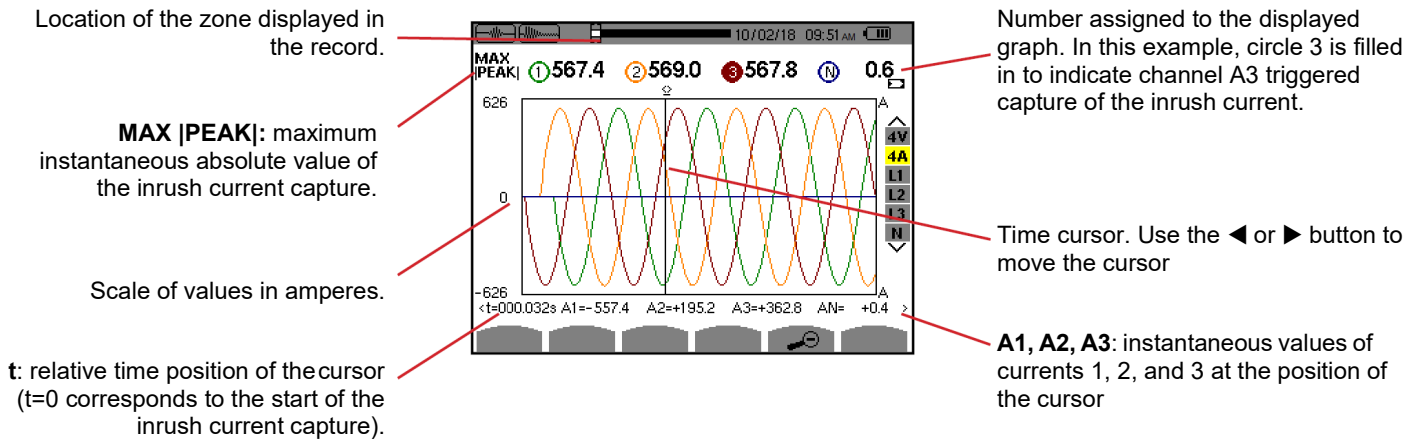 Location of the zone displayed in
the record.
MAX |PEAK|: maximum
instantaneous absolute value of
the inrush current capture.
Scale of values in amperes.
t: relative time position of thecursor
(t=0 corresponds to the start of the
inrush current capture).
10/02/18 09:51 AM
MAX
|PEAK| 1 567.4 2 569.0 3 567.8 N 0.6
626 A
4V
4A
L1
L2
0 L3
N
-626 A
<t=000.032s A1=-557.4 A2=+195.2 A3=+362.8 AN= +0.4 >
Number assigned to the displayed
graph. In this example, circle 3 is filled
in to indicate channel A3 triggered
capture of the inrush current.
Time cursor. Use the ◀ or ▶ button to
move the cursor
A1, A2, A3: instantaneous values of
currents 1, 2, and 3 at the position of
the cursor